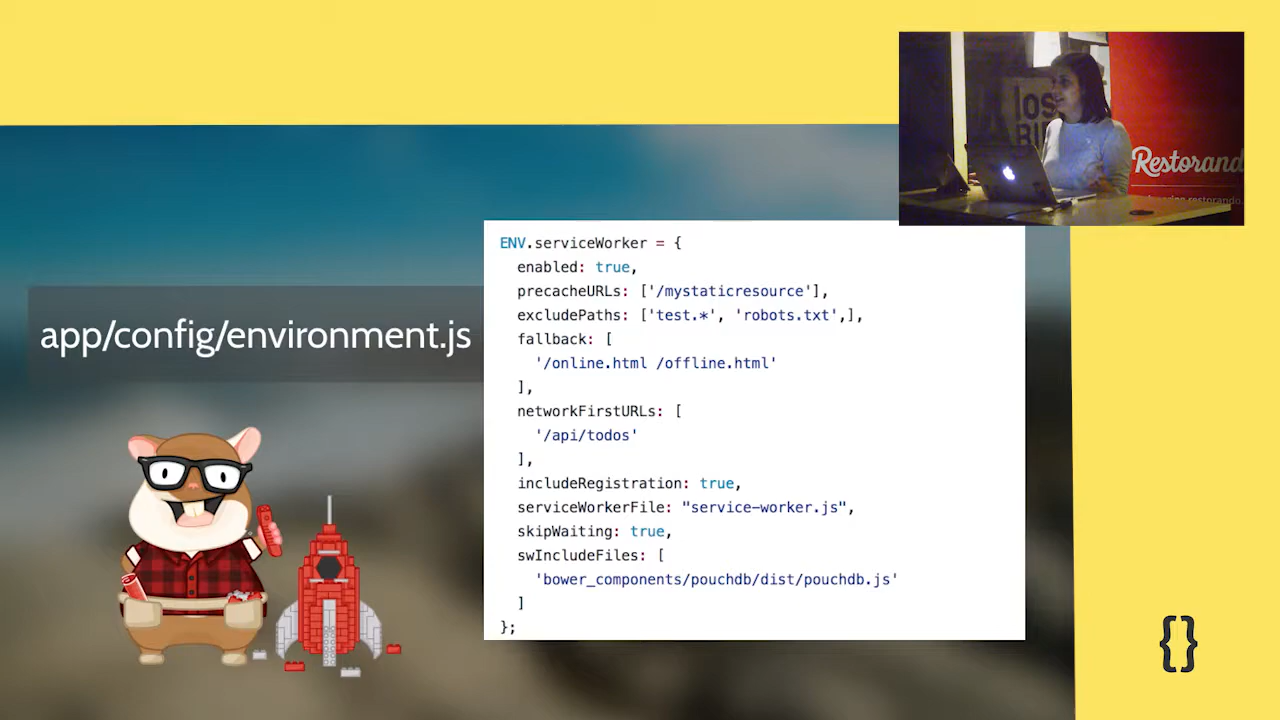 los
Restorando
app/config/environment.js
ENV.serviceWorker = {
enabled: true,
precacheURLs: ['/mystaticresource'],
excludePaths: ['test.*', 'robots.txt',],
fallback: [
'/online.html /offline.html'
],
networkFirstURLs: [
'/api/todos'
],
includeRegistration: true,
serviceWorkerFile: "service-worker.js",
skipWaiting: true,
swIncludeFiles: [
'bower_components/pouchdb/dist/pouchdb.js'
]
};
{}